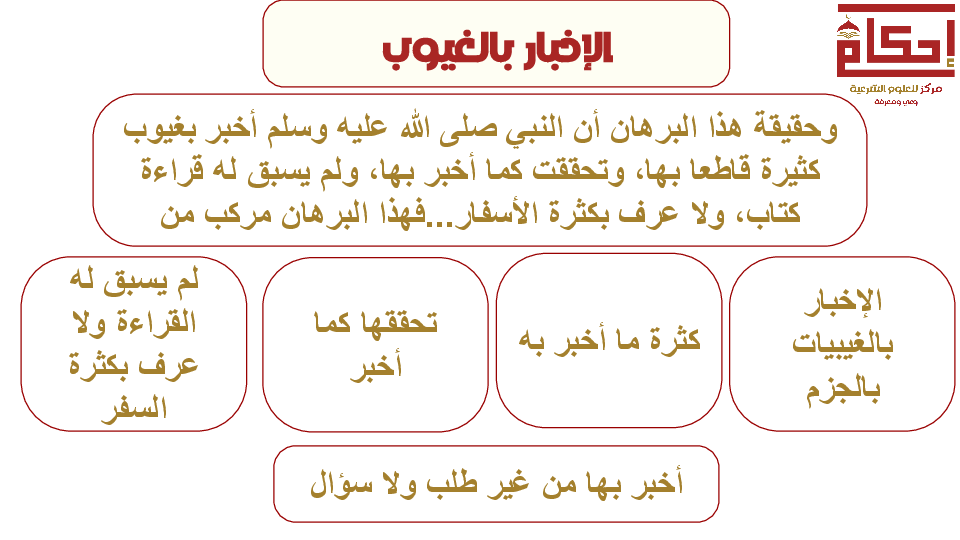 الإخبار بالغيوب
إحكام
مركز للعلوم الشرعية
وعي ومعرفة
وحقيقة هذا البرهان أن النبي صلى الله عليه وسلم أخبر بغيوب
كثيرة قاطعا بها، وتحققت كما أخبر بها، ولم يسبق له قراءة
كتاب، ولا عرف بكثرة الأسفار...فهذا البرهان مركب من
الإخبار
بالغيبيات
بالجزم
كثرة ما أخبر به
تحققها كما
أخبر
لم يسبق له
القراءة ولا
عرف بكثرة
السفر
أخبر بها من غير طلب ولا سؤال